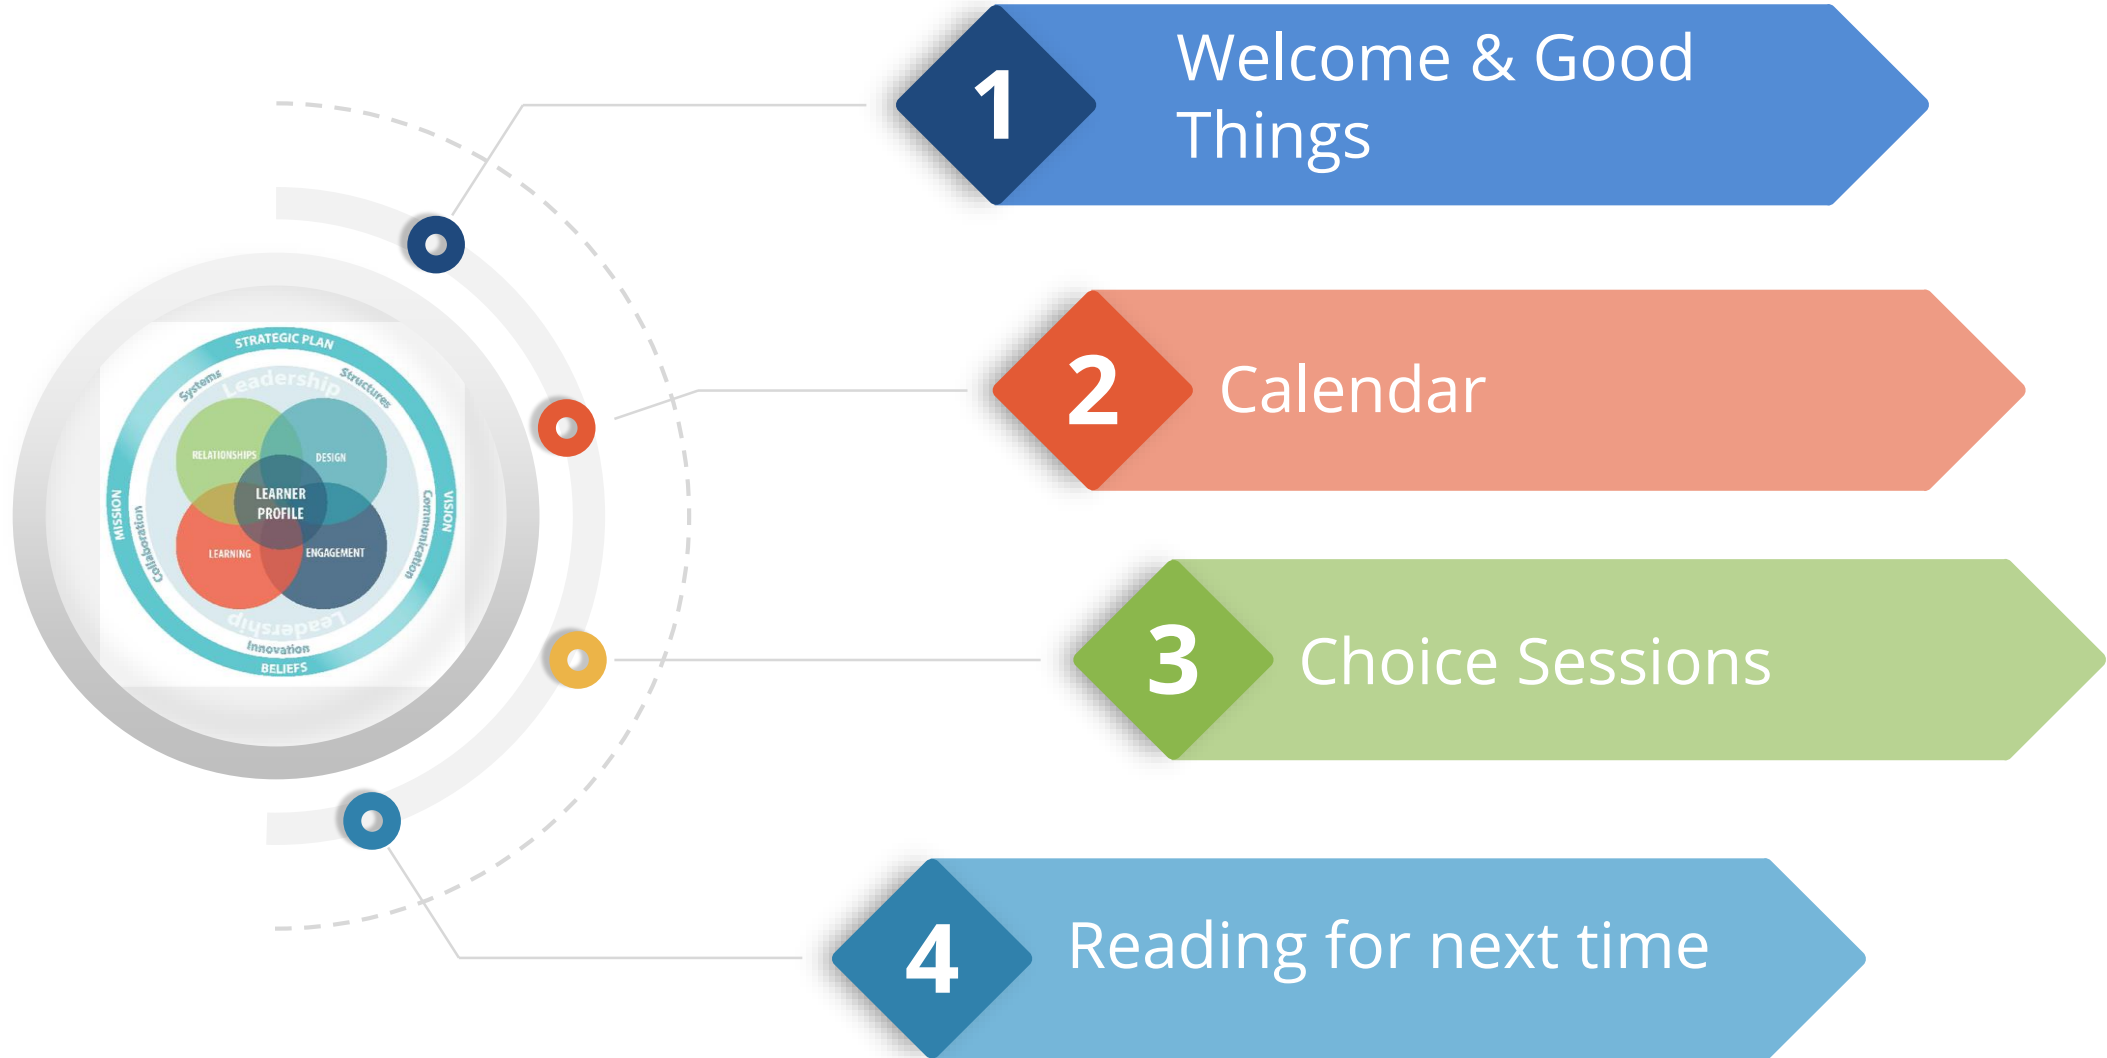 1
Welcome & Good
Things
2
Calendar
3
Choice Sessions
4
Reading for next time
STRATEGIC PLAN
Systems
Structures
Leadership
RELATIONSHIPS
DESIGN
MISSION
LEARNER
PROFILE
VISION
Collaboration
Communication
LEARNING
ENGAGEMENT
Leadership
Innovation
BELIEFS